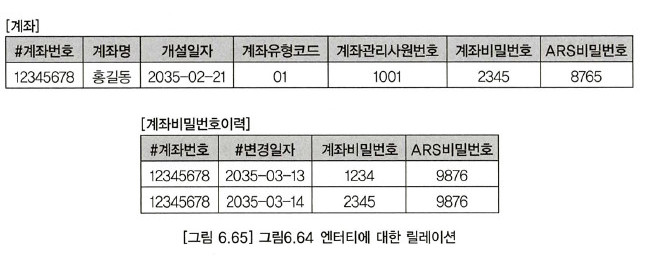 [계좌]
#계좌번호 계좌명 개설일자 계좌유형코드 계좌관리사원번호 계좌비밀번호 ARS비밀번호
12345678 홍길동 2035-02-21 01 1001 2345 8765
[계좌비밀번호이력]
#계좌번호 #변경일자 계좌비밀번호 ARS비밀번호
12345678 2035-03-13 1234 9876
12345678 2035-03-14 2345 9876
[그림 6.65] 그림6.64 엔터티에 대한 릴레이션